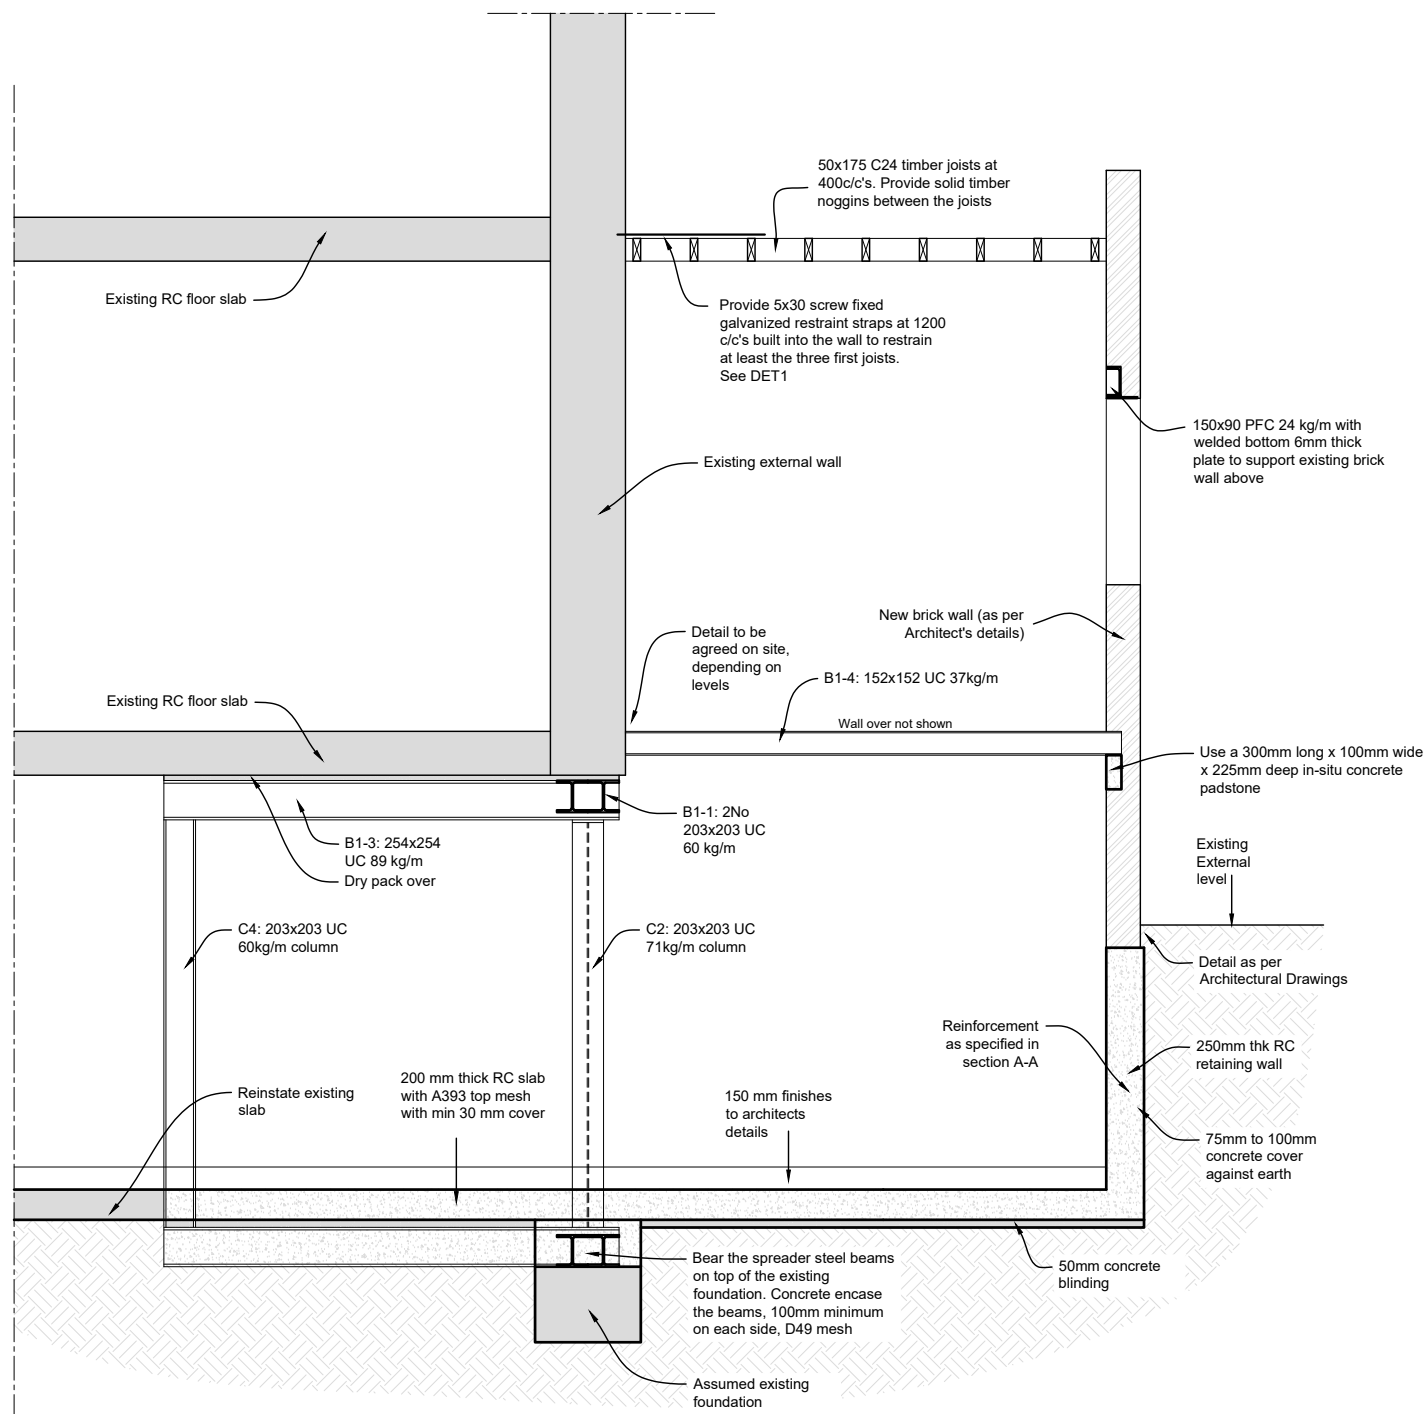 50x175 C24 timber joists at
400c/c's. Provide solid timber
noggins between the joists
Existing RC floor slab
Provide 5x30 screw fixed
galvanized restraint straps at 1200
c/c's built into the wall to restrain
at least the three first joists.
See DET1
150x90 PFC 24 kg/m with
welded bottom 6mm thick
plate to support existing brick
wall above
Existing external wall
New brick wall (as per
Architect's details)
Detail to be
agreed on site,
depending on
levels
B1-4: 152x152 UC 37kg/m
Existing RC floor slab
Wall over not shown
Use a 300mm long x 100mm wide
x 225mm deep in-situ concrete
padstone
B1-1: 2No
203x203 UC
60 kg/m
B1-3: 254x254
UC 89 kg/m
Dry pack over
Existing
External
level
C4: 203x203 UC
60kg/m column
C2: 203x203 UC
71kg/m column
Detail as per
Architectural Drawings
Reinforcement
as specified in
section A-A
250mm thk RC
retaining wall
Reinstate existing
slab
200 mm thick RC slab
with A393 top mesh
with min 30 mm cover
150 mm finishes
to architects
details
75mm to 100mm
concrete cover
against earth
Bear the spreader steel beams
on top of the existing
foundation. Concrete encase
the beams, 100mm minimum
on each side, D49 mesh
50mm concrete
blinding
Assumed existing
foundation